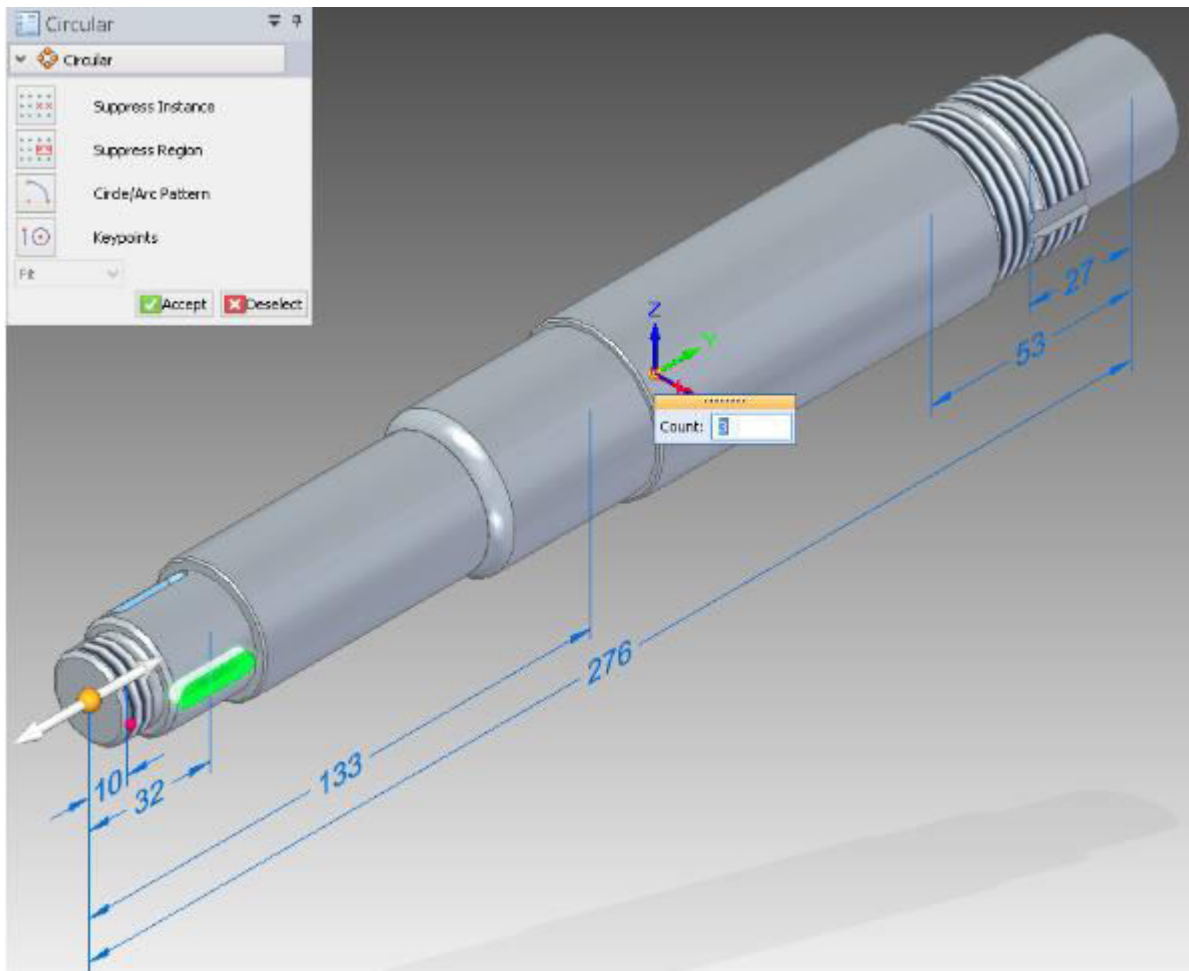 Circular
Circular
Suppress Instance
Suppress Region
Circle/Arc Pattern
Keypoints
Fit
Accept Deselect
Z
Y
Count: 3
27
53
276
133
10
32